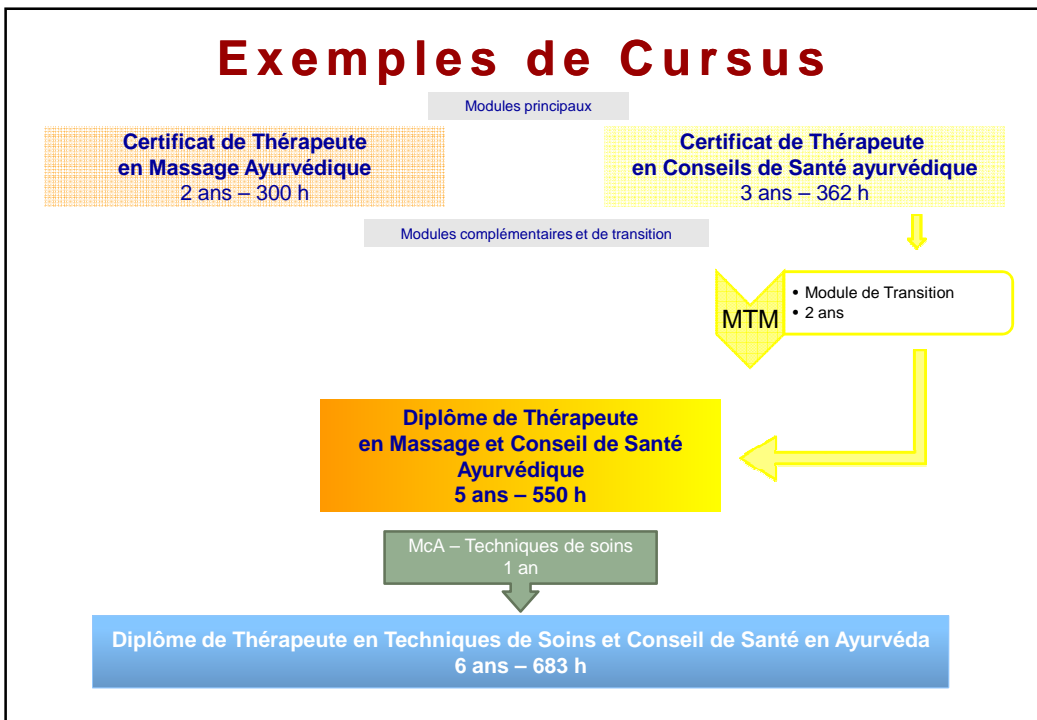 Exemples de Cursus
Modules principaux
Certificat de Thérapeute
en Massage Ayurvédique
2 ans – 300 h
Certificat de Thérapeute
en Conseils de Santé ayurvédique
3 ans – 362 h
Modules complémentaires et de transition
MTM
• Module de Transition
• 2 ans
Diplôme de Thérapeute
en Massage et Conseil de Santé
Ayurvédique
5 ans – 550 h
McA – Techniques de soins
1 an
Diplôme de Thérapeute en Techniques de Soins et Conseil de Santé en Ayurvéda
6 ans – 683 h